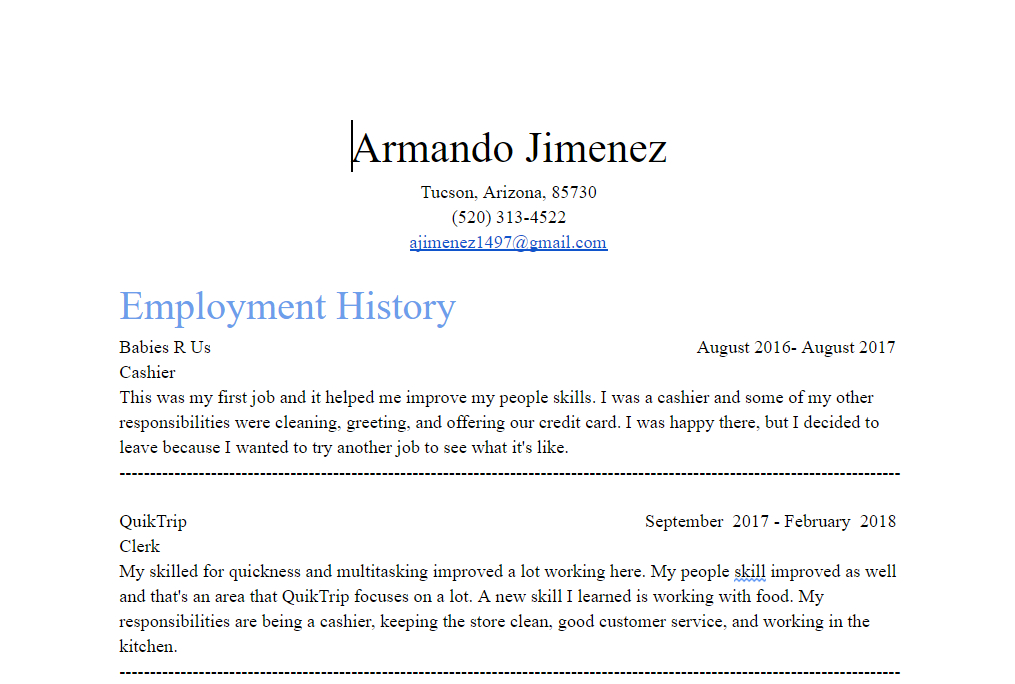 Armando Jimenez
Tucson, Arizona, 85730
(520) 313-4522
ajimenez1497@gmail.com
Employment History
Babies R Us August 2016- August 2017
Cashier
This was my first job and it helped me improve my people skills. I was a cashier and some of my other
responsibilities were cleaning, greeting, and offering our credit card. I was happy there, but I decided to
leave because I wanted to try another job to see what it's like.
QuikTrip September 2017 - February 2018
Clerk
My skilled for quickness and multitasking improved a lot working here. My people skill improved as well
and that's an area that QuikTrip focuses on a lot. A new skill I learned is working with food. My
responsibilities are being a cashier, keeping the store clean, good customer service, and working in the
kitchen.